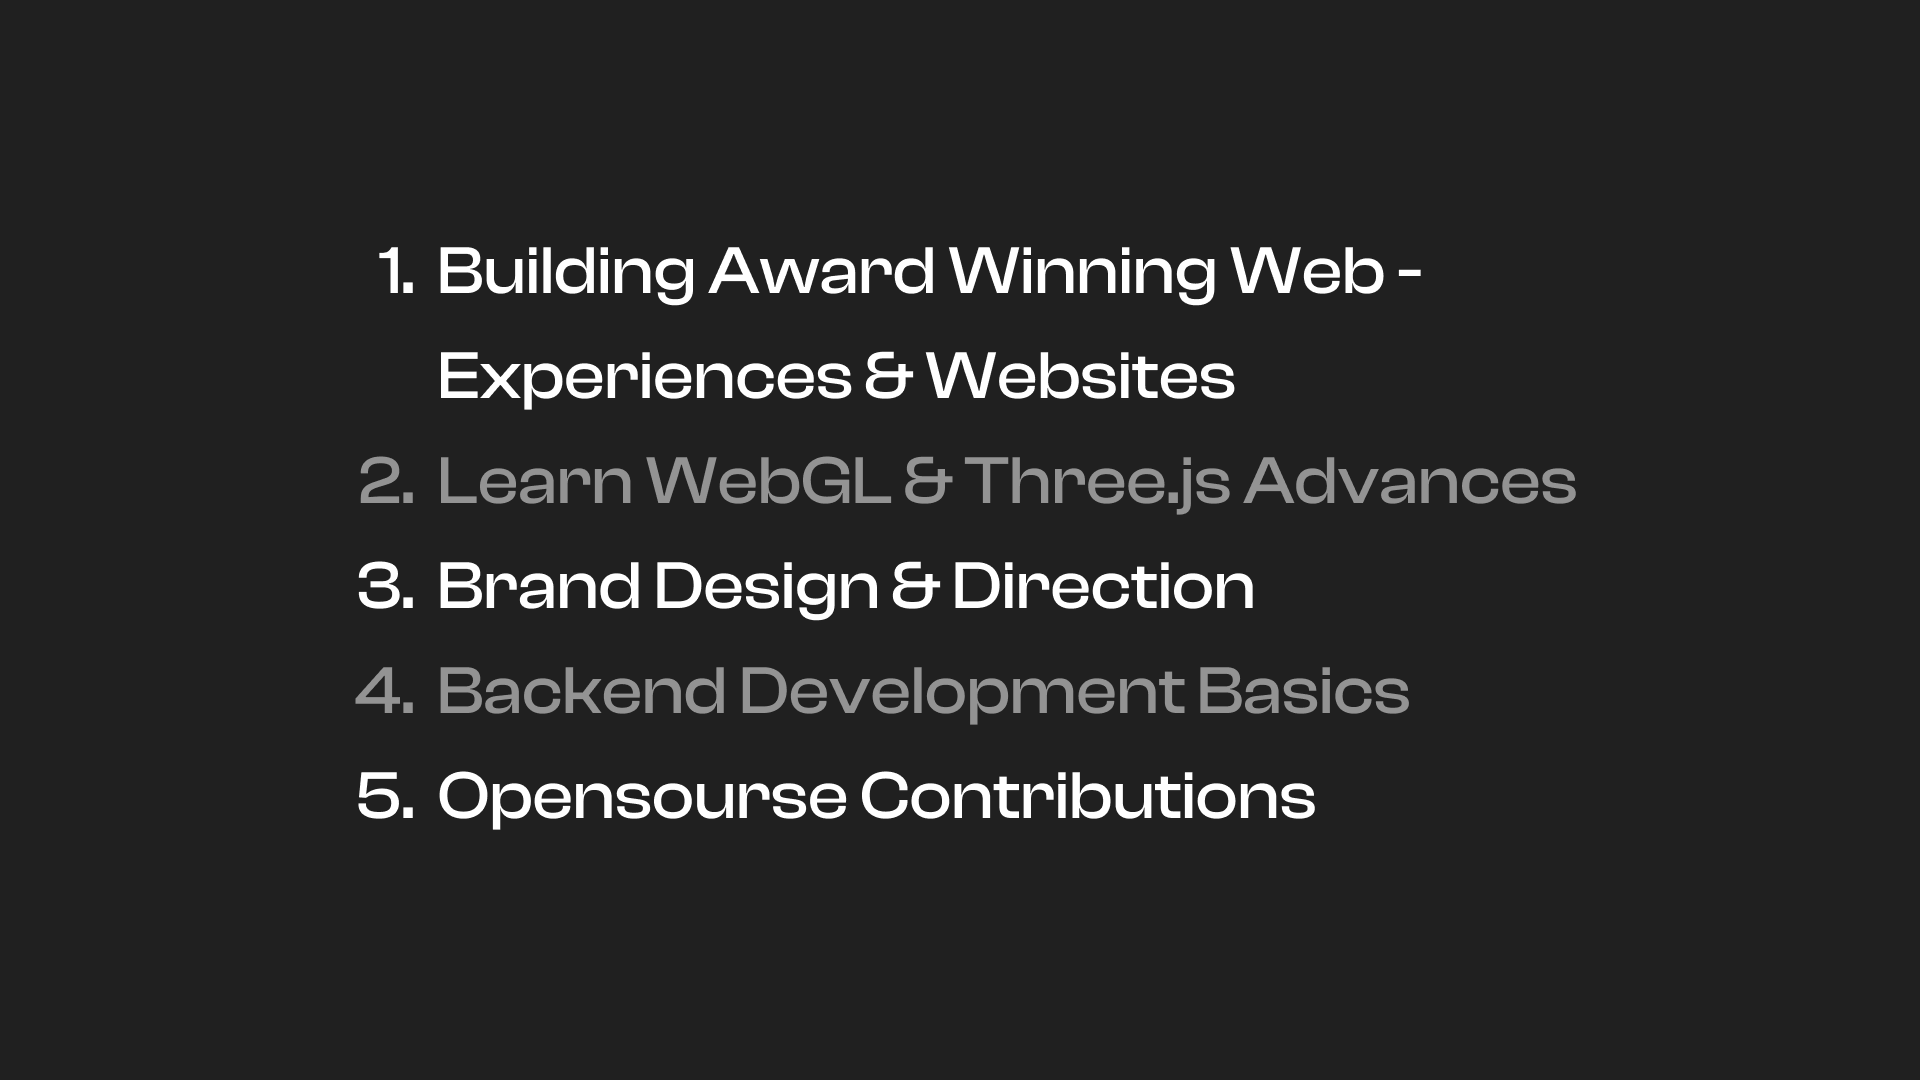 1. Building Award Winning Web -
Experiences & Websites
2. Learn WebGL & Three.js Advances
3. Brand Design & Direction
4. Backend Development Basics
5. Opensourse Contributions